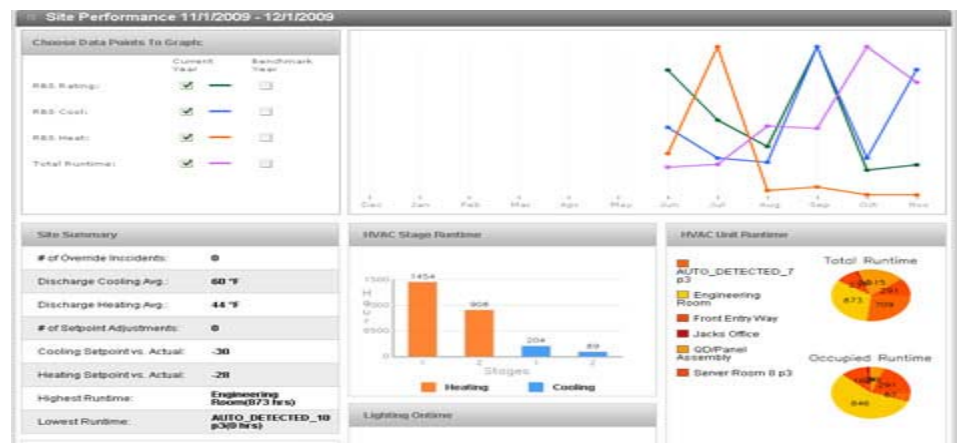 Site Performance 11/1/2009 - 12/1/2009
Choose Data Points To Graph:
Current Year
Benchmark Year
RBS Rating:
RBS Cool:
RBS Heat:
Total Runtime:
Dec Jan Feb Mar Apr May Jun Jul Aug Sep Oct Nov
Site Summary
# of Override Incidents: 0
Discharge Cooling Avg.: 60 °F
Discharge Heating Avg.: 44 °F
# of Setpoint Adjustments: 0
Cooling Setpoint vs. Actual: -30
Heating Setpoint vs. Actual:
Highest Runtime: Engineering Room(873 hrs)
Lowest Runtime: AUTO_DETECTED_10 p3(0 hrs)
HVAC Stage Runtime
1500
0
1454
908
204
89
1 2 1 2
Stages
Heating Cooling
Lighting Ontime
HVAC Unit Runtime
AUTO_DETECTED_7 p3
Engineering Room
Front Entry Way
Jacks Office
QD/Panel Assembly
Server Room 8 p3
Total Runtime
873
709
291
Occupied Runtime
646